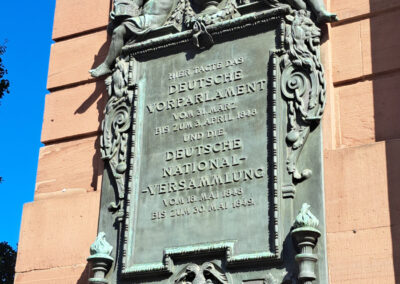 HIER TAGTE DAS
DEUTSCHE
VORPARLAMENT
VOM 31. MARZ
BIS ZUM 3. APRIL 1848
UND DIE
DEUTSCHE
NATIONAL-
-VERSAMMLUNG
VOM 18. MAI 1848
BIS ZUM 30. MAI 1849.